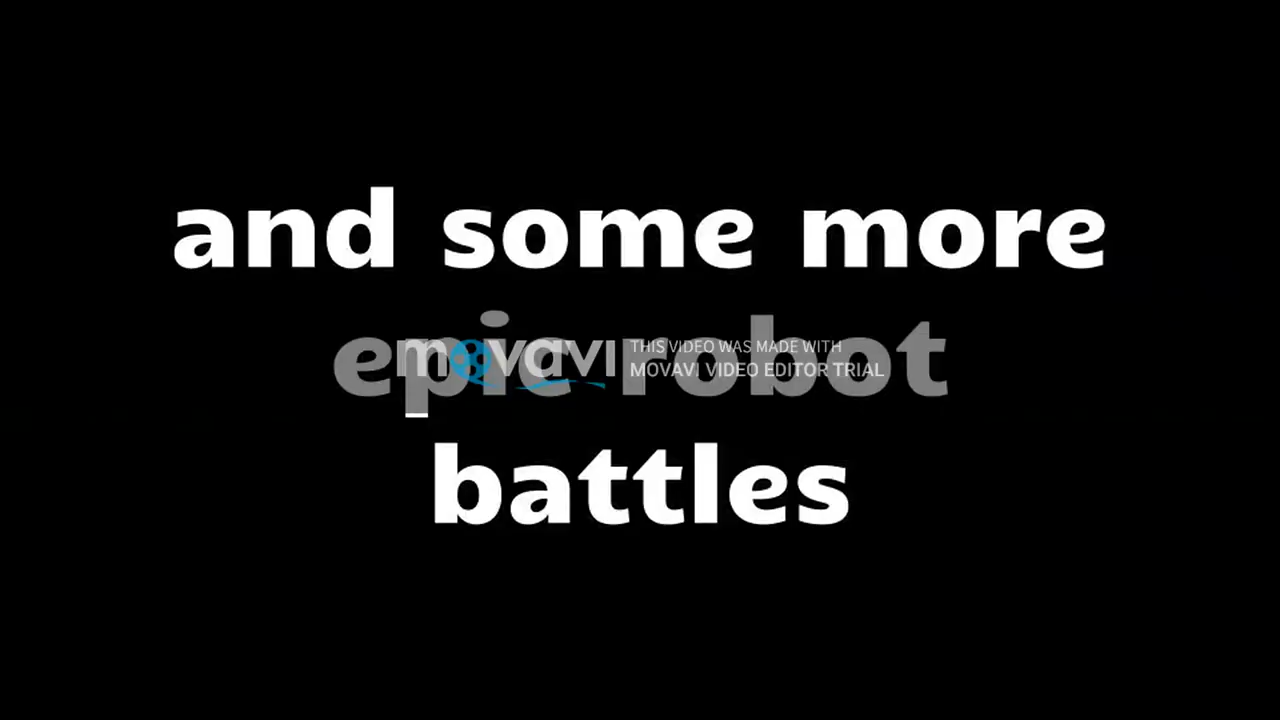 and some more
epic robot
movavi
THIS VIDEO WAS MADE WITH
MOVAVI VIDEO EDITOR TRIAL
battles